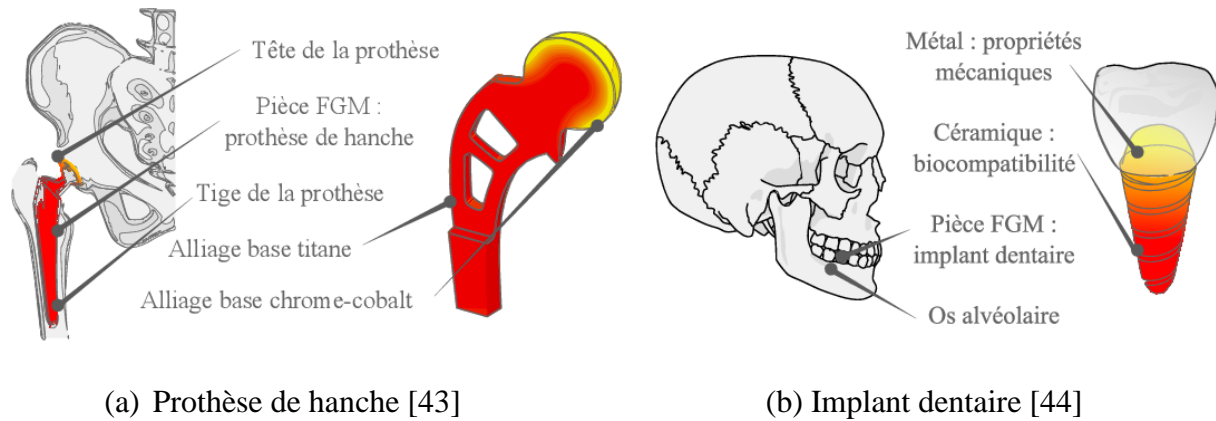 Tête de la prothèse
Pièce FGM :
prothèse de hanche
Tige de la prothèse
Alliage base titane
Alliage base chrome-cobalt
Métal : propriétés
mécaniques
Céramique :
biocompatibilité
Pièce FGM :
implant dentaire
Os alvéolaire
(a) Prothèse de hanche [43]
(b) Implant dentaire [44]